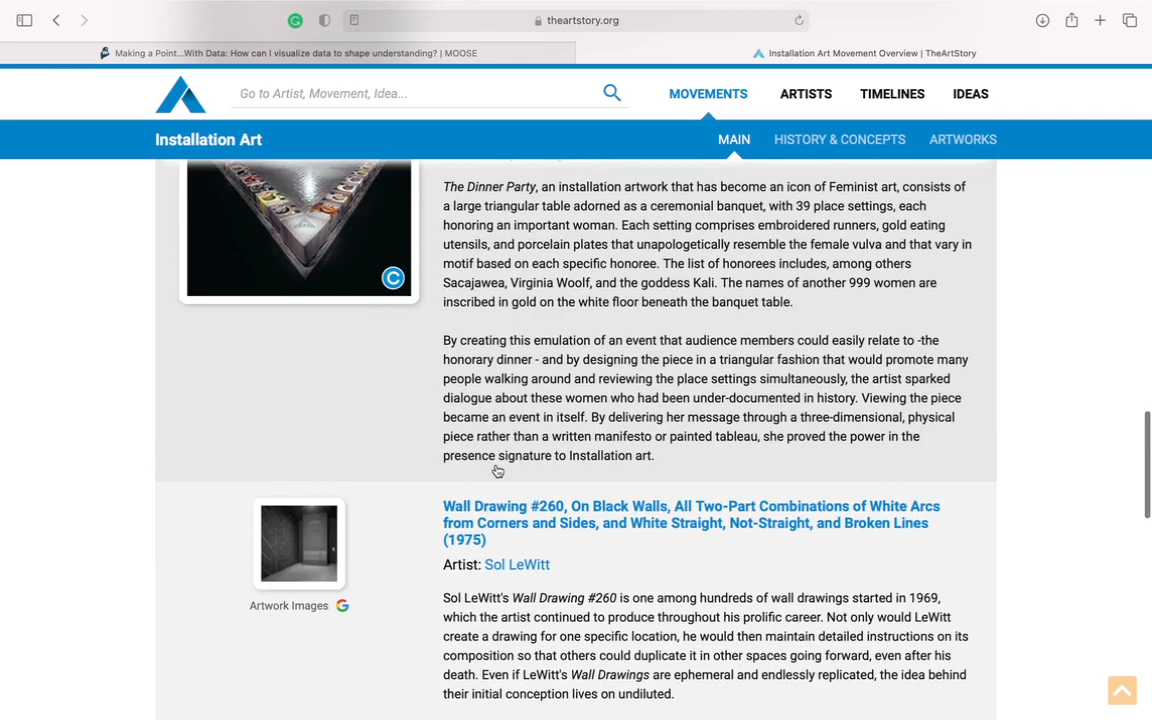 theartstory.org
Making a Point...With Data: How can I visualize data to shape understanding? | MOOSE
Installation Art Movement Overview | TheArtStory
Go to Artist, Movement, Idea...
MOVEMENTS
ARTISTS
TIMELINES
IDEAS
Installation Art
MAIN
HISTORY & CONCEPTS
ARTWORKS
The Dinner Party, an installation artwork that has become an icon of Feminist art, consists of
a large triangular table adorned as a ceremonial banquet, with 39 place settings, each
honoring an important woman. Each setting comprises embroidered runners, gold eating
utensils, and porcelain plates that unapologetically resemble the female vulva and that vary in
motif based on each specific honoree. The list of honorees includes, among others
Sacajawea, Virginia Woolf, and the goddess Kali. The names of another 999 women are
inscribed in gold on the white floor beneath the banquet table.
C
By creating this emulation of an event that audience members could easily relate to -the
honorary dinner - and by designing the piece in a triangular fashion that would promote many
people walking around and reviewing the place settings simultaneously, the artist sparked
dialogue about these women who had been under-documented in history. Viewing the piece
became an event in itself. By delivering her message through a three-dimensional, physical
piece rather than a written manifesto or painted tableau, she proved the power in the
presence signature to Installation art.
Wall Drawing #260, On Black Walls, All Two-Part Combinations of White Arcs
from Corners and Sides, and White Straight, Not-Straight, and Broken Lines
(1975)
Artist: Sol LeWitt
Artwork Images G
Sol LeWitt's Wall Drawing #260 is one among hundreds of wall drawings started in 1969,
which the artist continued to produce throughout his prolific career. Not only would LeWitt
create a drawing for one specific location, he would then maintain detailed instructions on its
composition so that others could duplicate it in other spaces going forward, even after his
death. Even if LeWitt's Wall Drawings are ephemeral and endlessly replicated, the idea behind
their initial conception lives on undiluted.